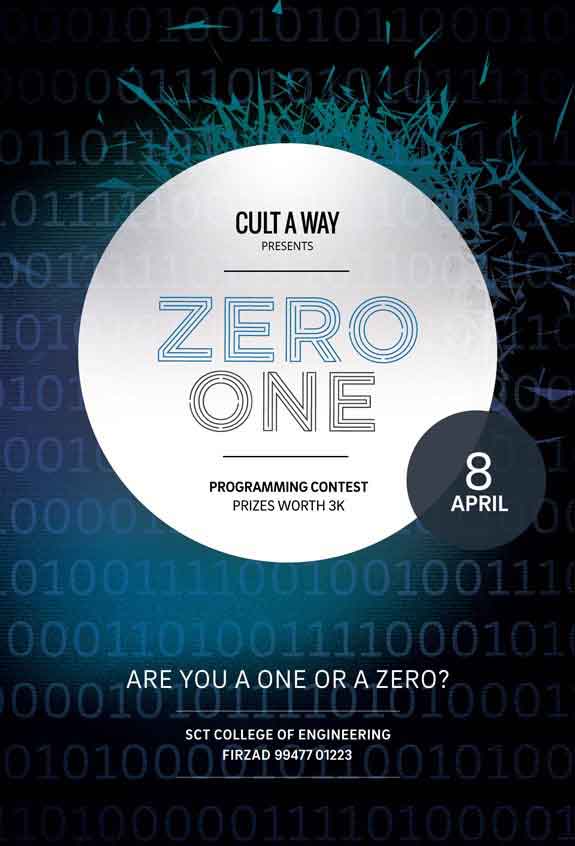 CULT A WAY
PRESENTS
ZERO
ONE
PROGRAMMING CONTEST
PRIZES WORTH 3K
8
APRIL
ARE YOU A ONE OR A ZERO?
SCT COLLEGE OF ENGINEERING
FIRZAD 99477 01223